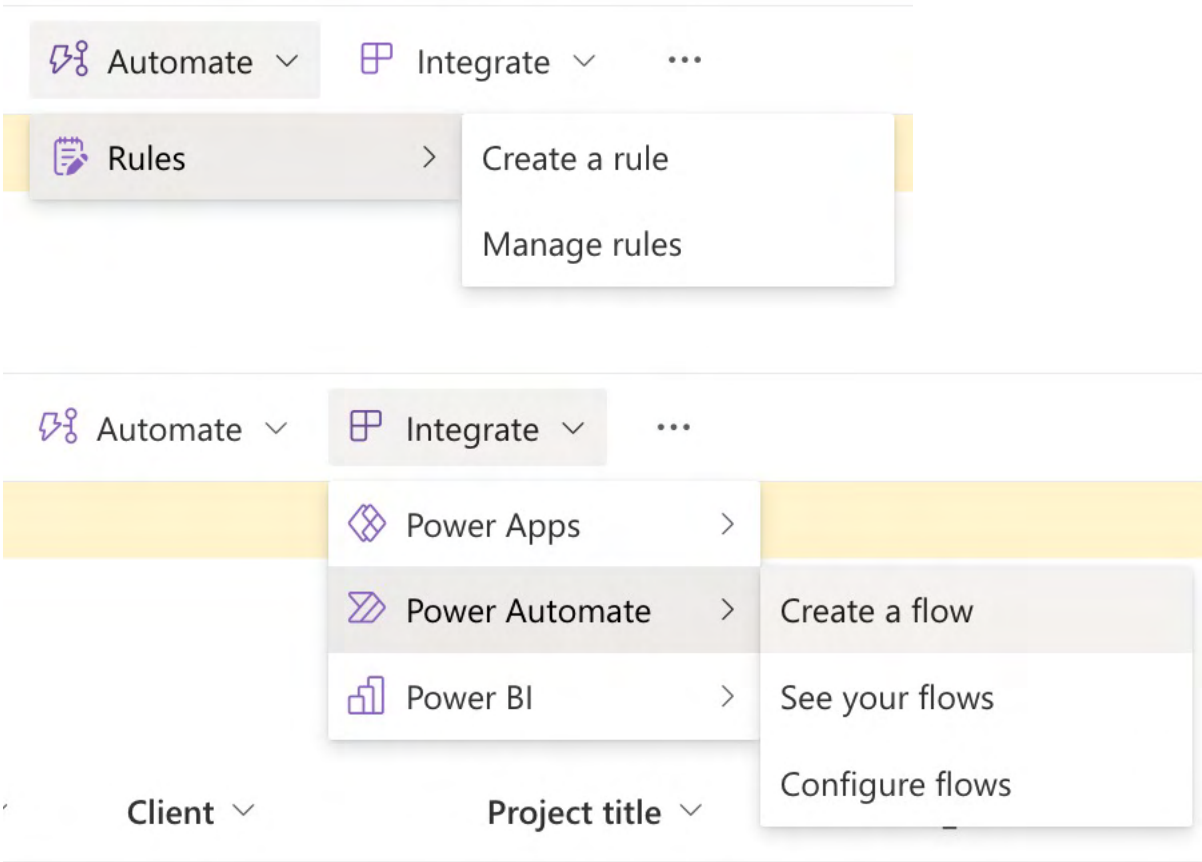 Automate Integrate ...
Rules Create a rule
Manage rules
Automate Integrate ...
Power Apps
Power Automate Create a flow
Power BI See your flows
Configure flows
Client Project title